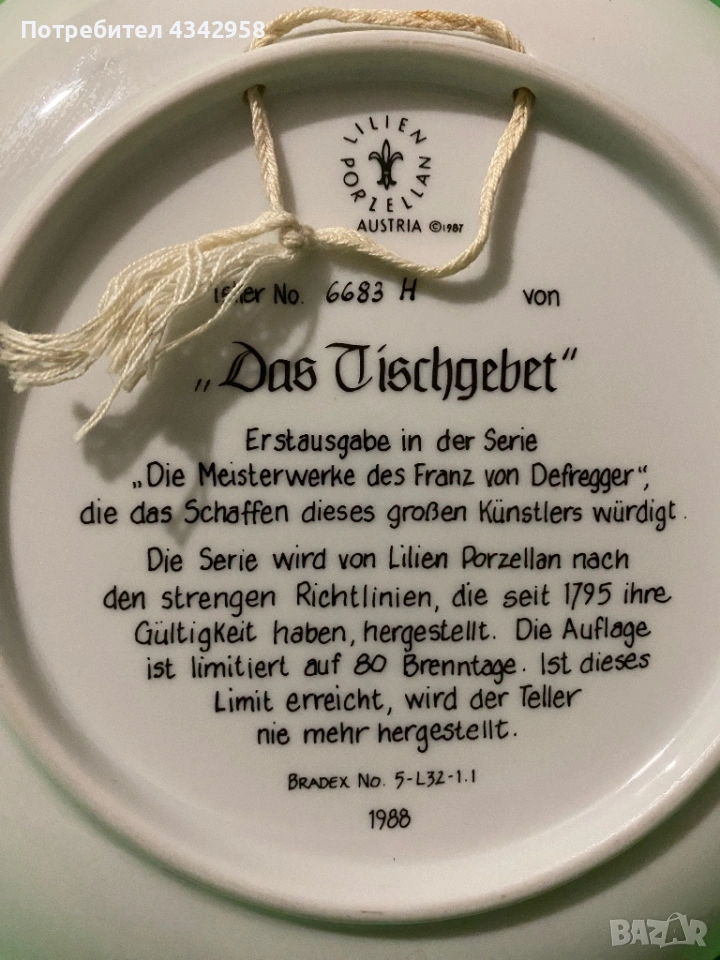 Потребител 4342958
LILIEN PORZELLAN
AUSTRIA ©1987
No. 6683 H von
„Das Tischgebet“
Erstausgabe in der Serie
„Die Meisterwerke des Franz von Defregger“,
die das Schaffen dieses großen Künstlers würdigt.
Die Serie wird von Lilien Porzellan nach
den strengen Richtlinien, die seit 1795 ihre
Gültigkeit haben, hergestellt. Die Auflage
ist limitiert auf 80 Brenntage. Ist dieses
Limit erreicht, wird der Teller
nie mehr hergestellt.
BRADEX No. 5-L32-1.1
1988
BAZAR